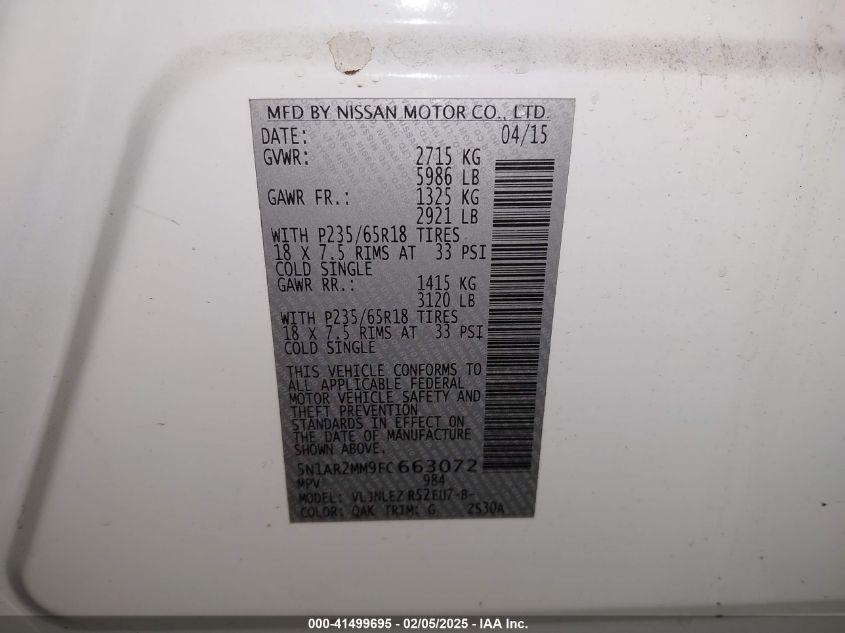 MFD BY NISSAN MOTOR CO., LTD.
DATE: 04/15
GVWR: 2715 KG
5986 LB
GAWR FR.: 1325 KG
2921 LB
WITH P235/65R18 TIRES
18 X 7.5 RIMS AT 33 PSI
COLD SINGLE
GAWR RR.: 1415 KG
3120 LB
WITH P235/65R18 TIRES
18 X 7.5 RIMS AT 33 PSI
COLD SINGLE
THIS VEHICLE CONFORMS TO
ALL APPLICABLE FEDERAL
MOTOR VEHICLE SAFETY AND
THEFT PREVENTION
STANDARDS IN EFFECT ON
THE DATE OF MANUFACTURE
SHOWN ABOVE.
5N1AR2MM9FC663072
MPV 984
MODEL:
COLOR: QAK TRIM: G 2S30A
000-41499695 - 02/05/2025 - IAA Inc.